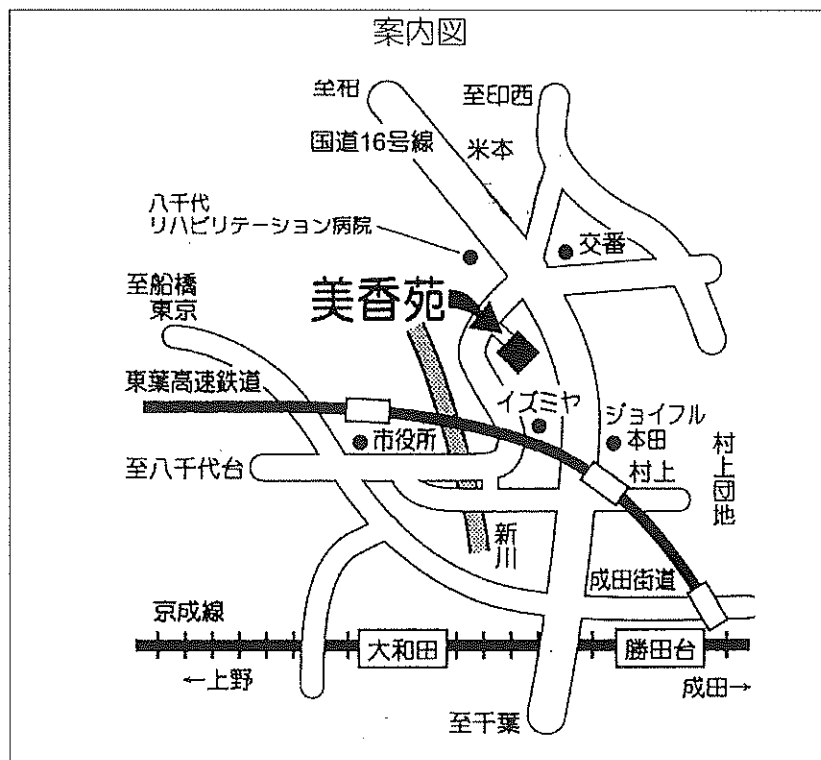 案内図
至柏
至印西
国道16号線
米本
八千代
リハビリテーション病院
交番
至船橋
東京
美香苑
東葉高速鉄道
イズミヤ
ジョイフル
本田
市役所
村上
村上団地
至八千代台
新川
成田街道
京成線
大和田
勝田台
←上野
成田→
至千葉